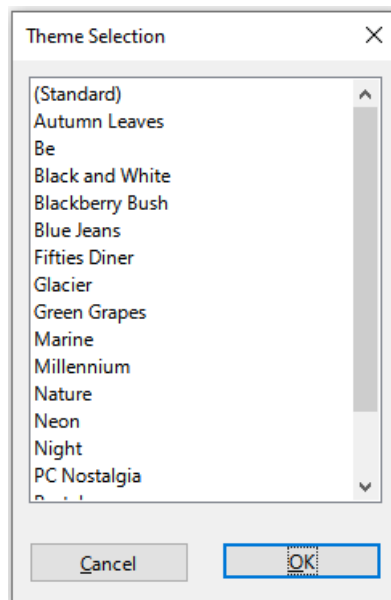 Theme Selection
(Standard)
Autumn Leaves
Be
Black and White
Blackberry Bush
Blue Jeans
Fifties Diner
Glacier
Green Grapes
Marine
Millennium
Nature
Neon
Night
PC Nostalgia
Cancel
OK